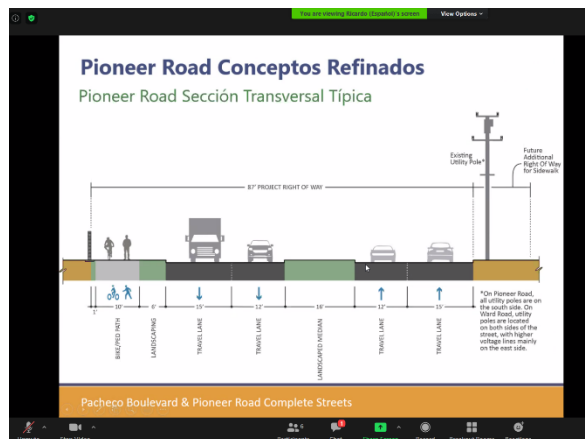 You are viewing Ricardo (Español)'s screen
View Options
Pioneer Road Conceptos Refinados
Pioneer Road Sección Transversal Típica
Existing
Utility Pole*
Future
Additional
Right Of Way
for Sidewalk
87' PROJECT RIGHT OF WAY
1'
10'
6'
15'
12'
18'
12'
15'
BIKE/PED PATH
LANDSCAPING
TRAVEL LANE
TRAVEL LANE
LANDSCAPED MEDIAN
TRAVEL LANE
TRAVEL LANE
*On Pioneer Road,
all utility poles are on
the south side. On
Ward Road, utility
poles are located
on both sides of the
street, with higher
voltage lines mainly
on the east side.
Pacheco Boulevard & Pioneer Road Complete Streets
6